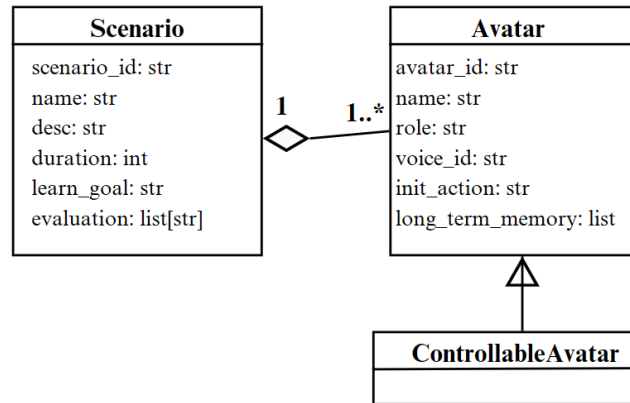 Scenario
scenario_id: str
name: str
desc: str
duration: int
learn_goal: str
evaluation: list[str]
1
1..*
Avatar
avatar_id: str
name: str
role: str
voice_id: str
init_action: str
long_term_memory: list
ControllableAvatar